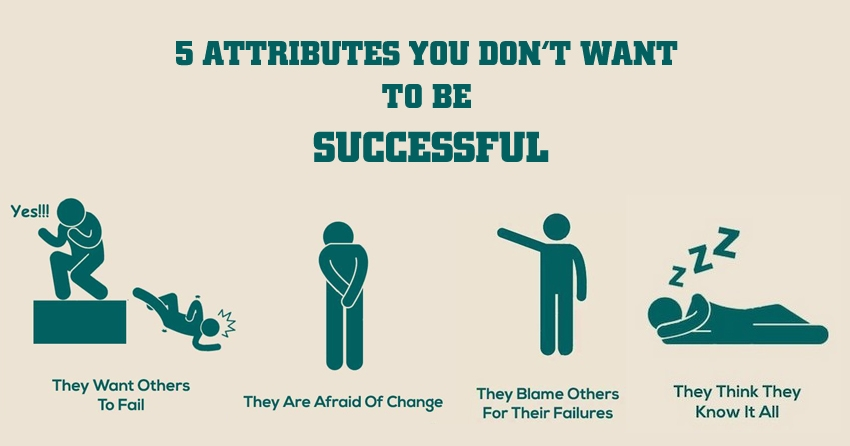 5 ATTRIBUTES YOU DON'T WANT
TO BE
SUCCESSFUL
Yes!!!
z z z
They Want Others
To Fail
They Are Afraid Of Change
They Blame Others
For Their Failures
They Think They
Know It All